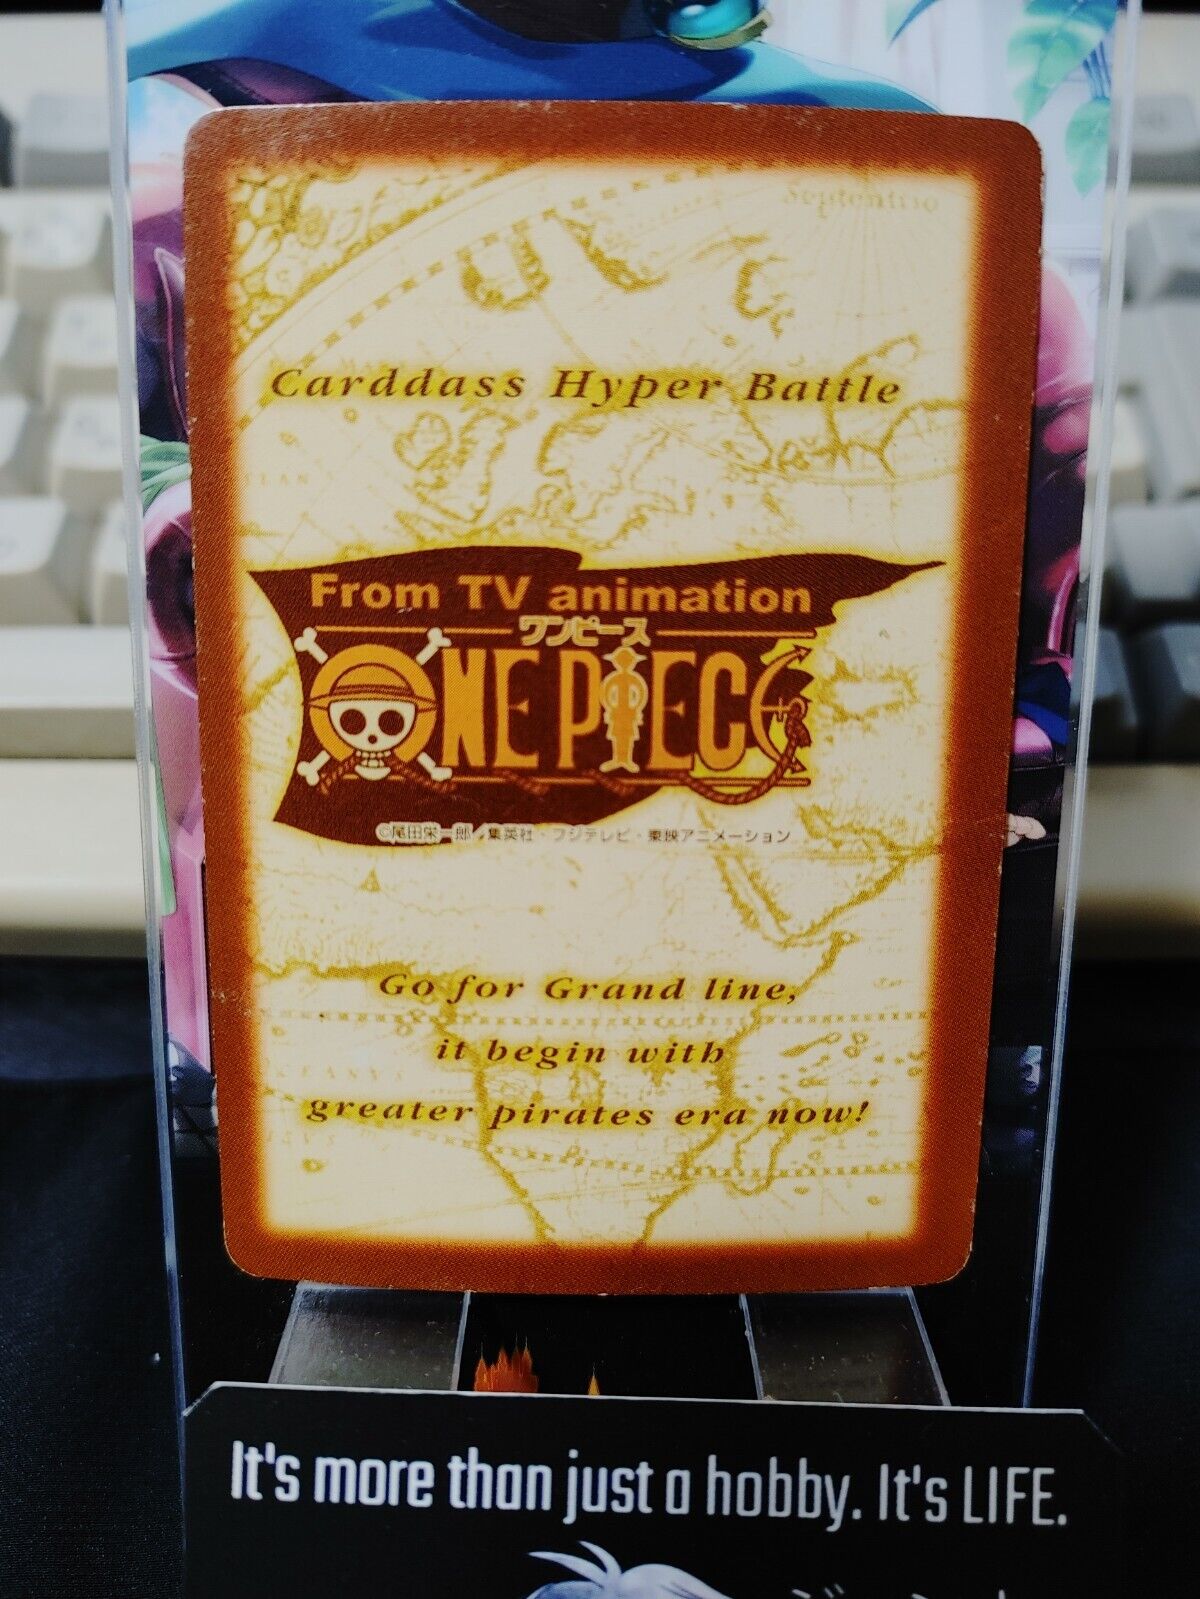 Septentrio
Carddass Hyper Battle
From TV animation
ワンピース
ONE PIECE
©尾田栄一郎／集英社・フジテレビ・東映アニメーション
Go for Grand line,
it begin with
greater pirates era now!
It's more than just a hobby. It's LIFE.